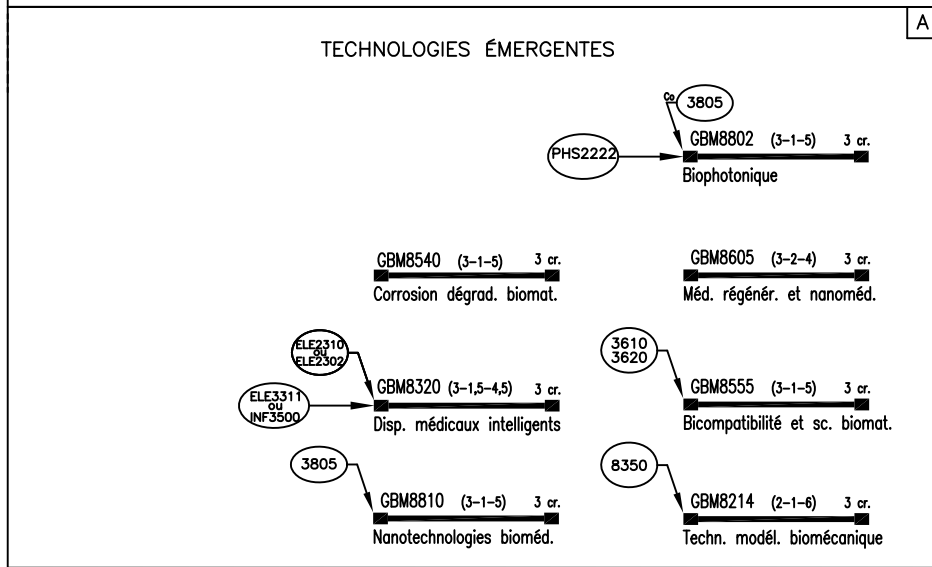 A
TECHNOLOGIES ÉMERGENTES
Co
3805
PHS2222
GBM8802 (3-1-5) 3 cr.
Biophotonique
GBM8540 (3-1-5) 3 cr.
Corrosion dégrad. biomat.
GBM8605 (3-2-4) 3 cr.
Méd. régénér. et nanoméd.
ELE2310
ou
ELE2302
ELE3311
ou
INF3500
GBM8320 (3-1,5-4,5) 3 cr.
Disp. médicaux intelligents
3610
3620
GBM8555 (3-1-5) 3 cr.
Bicompatibilité et sc. biomat.
3805
GBM8810 (3-1-5) 3 cr.
Nanotechnologies bioméd.
8350
GBM8214 (2-1-6) 3 cr.
Techn. modél. biomécanique